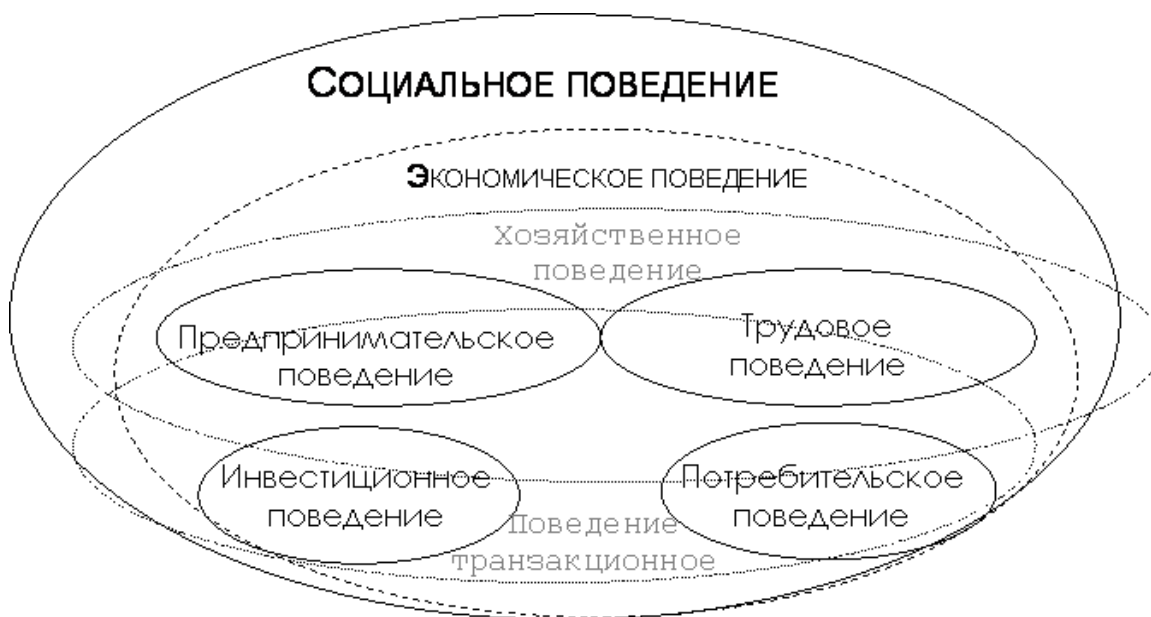 СОЦИАЛЬНОЕ ПОВЕДЕНИЕ
ЭКОНОМИЧЕСКОЕ ПОВЕДЕНИЕ
Хозяйственное
поведение
Предпринимательское
поведение
Трудовое
поведение
Инвестиционное
поведение
Потребительское
поведение
Поведение
транзакционное